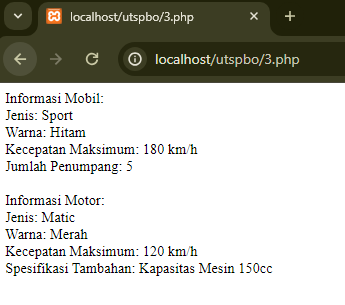 localhost/utspbo/3.php
localhost/utspbo/3.php
Informasi Mobil:
Jenis: Sport
Warna: Hitam
Kecepatan Maksimum: 180 km/h
Jumlah Penumpang: 5
Informasi Motor:
Jenis: Matic
Warna: Merah
Kecepatan Maksimum: 120 km/h
Spesifikasi Tambahan: Kapasitas Mesin 150cc